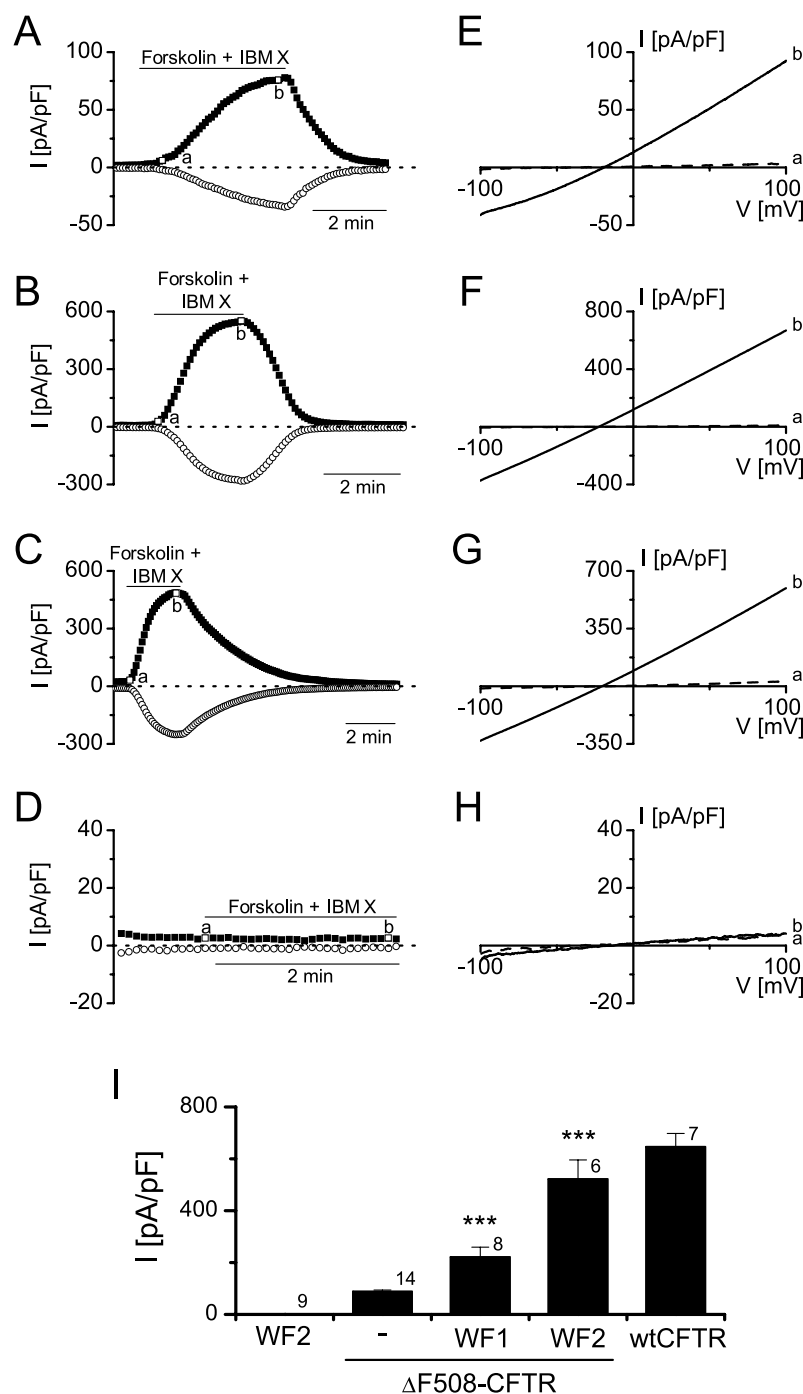 A
Forskolin + IBM X
I [pA/pF]
100
50
0
-50
a
b
2 min
E
I [pA/pF]
100
50
0
-50
-100
100
V [mV]
b
a
B
Forskolin +
IBM X
I [pA/pF]
600
300
0
-300
a
b
2 min
F
I [pA/pF]
800
400
0
-400
-100
100
V [mV]
b
a
C
Forskolin +
IBM X
I [pA/pF]
600
300
0
-300
a
b
2 min
G
I [pA/pF]
700
350
0
-350
-100
100
V [mV]
b
a
D
Forskolin + IBM X
I [pA/pF]
40
20
0
-20
a
b
2 min
H
I [pA/pF]
40
20
0
-20
-100
100
V [mV]
b
a
I
I [pA/pF]
800
400
0
9
14
***
8
***
6
7
WF2
-
WF1
WF2
wtCFTR
ΔF508-CFTR